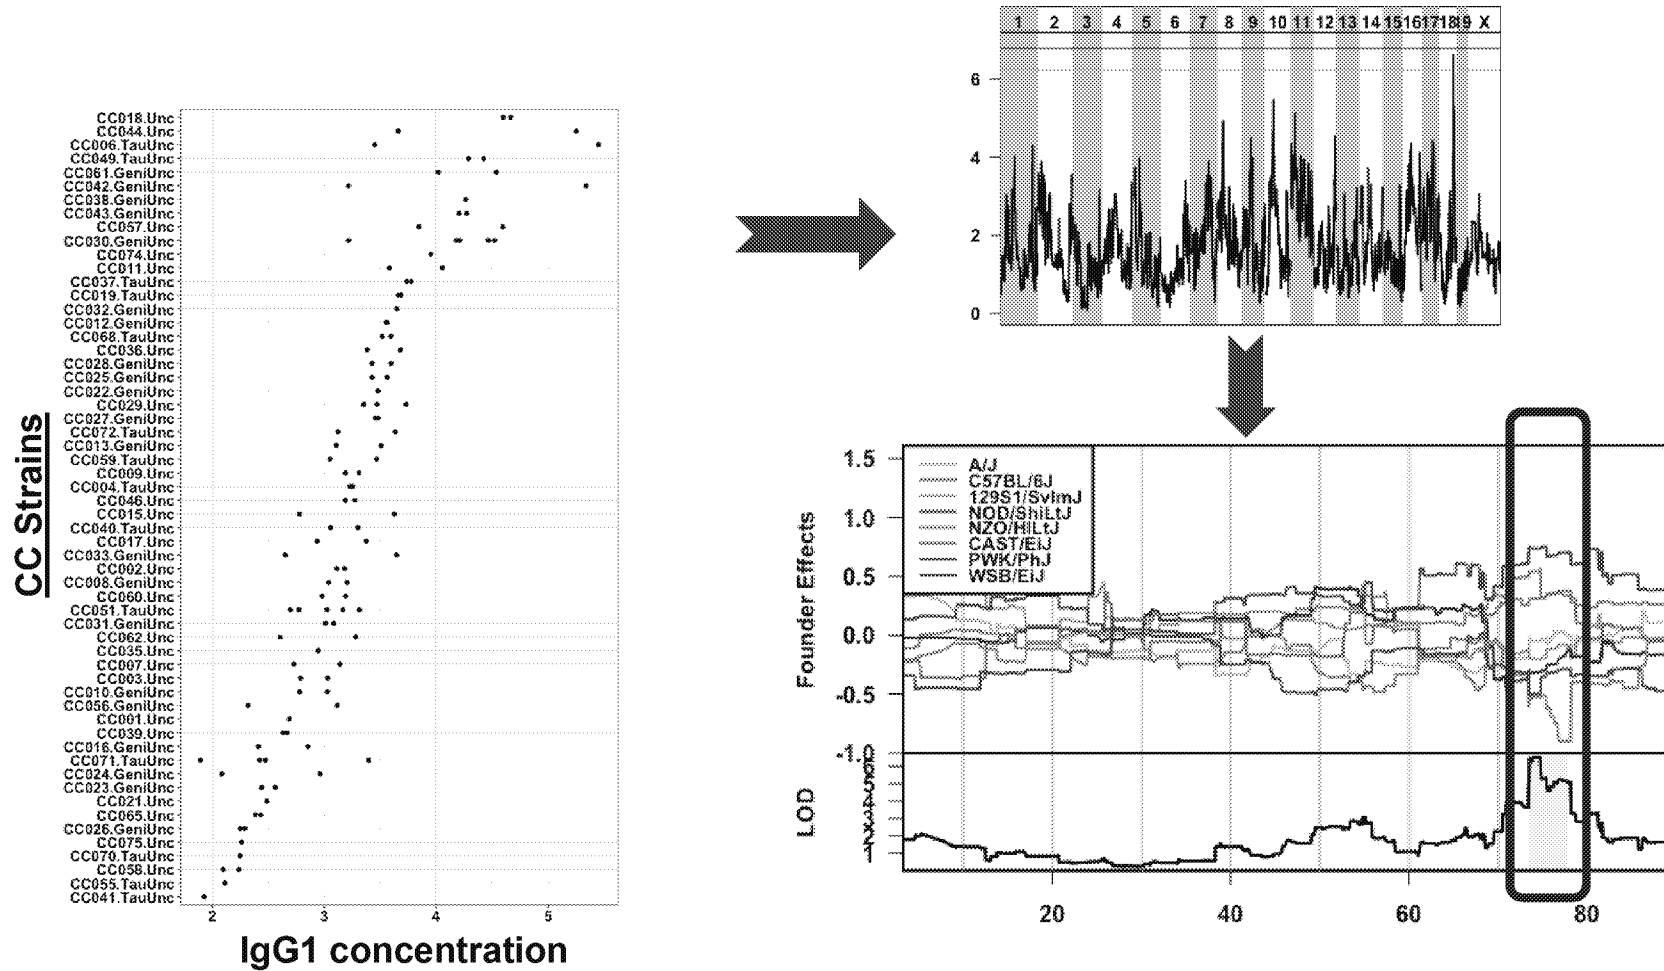 CC Strains
CC018.Unc
CC044.Unc
CC006.TauUnc
CC049.TauUnc
CC061.GeniUnc
CC042.GeniUnc
CC038.GeniUnc
CC043.GeniUnc
CC057.Unc
CC030.GeniUnc
CC074.Unc
CC011.Unc
CC037.TauUnc
CC019.TauUnc
CC032.GeniUnc
CC012.GeniUnc
CC068.TauUnc
CC036.Unc
CC028.GeniUnc
CC025.GeniUnc
CC022.GeniUnc
CC029.Unc
CC027.GeniUnc
CC072.TauUnc
CC013.GeniUnc
CC059.TauUnc
CC009.Unc
CC004.TauUnc
CC046.Unc
CC015.Unc
CC040.TauUnc
CC017.Unc
CC033.GeniUnc
CC002.Unc
CC008.GeniUnc
CC060.Unc
CC051.TauUnc
CC031.GeniUnc
CC062.Unc
CC035.Unc
CC007.Unc
CC003.Unc
CC010.GeniUnc
CC056.GeniUnc
CC001.Unc
CC039.Unc
CC016.GeniUnc
CC071.TauUnc
CC024.GeniUnc
CC023.GeniUnc
CC021.Unc
CC065.Unc
CC026.GeniUnc
CC075.Unc
CC070.TauUnc
CC058.Unc
CC055.TauUnc
CC041.TauUnc
2 3 4 5
IgG1 concentration
1 2 3 4 5 6 7 8 9 10 11 12 13 14 15 16 17 18 19 X
6
4
2
0
Founder Effects
1.5
1.0
0.5
0.0
-0.5
-1.0
A/J
C57BL/6J
129S1/SvImJ
NOD/ShiLtJ
NZO/HlLtJ
CAST/EiJ
PWK/PhJ
WSB/EiJ
LOD
6
5
4
3
2
1
20 40 60 80